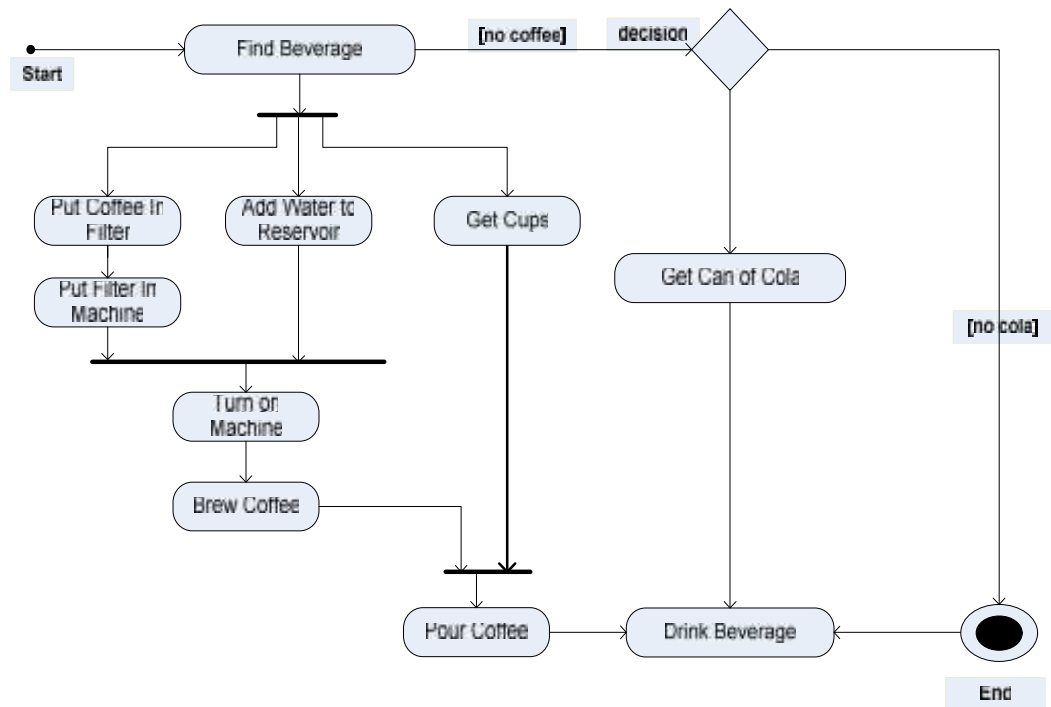 [no coffee]
decision
Find Beverage
Start
Put Coffee In
Filter
Add Water to
Reservoir
Get Cups
Get Can of Cola
Put Filter In
Machine
[no cola]
Turn on
Machine
Brew Coffee
Pour Coffee
Drink Beverage
End